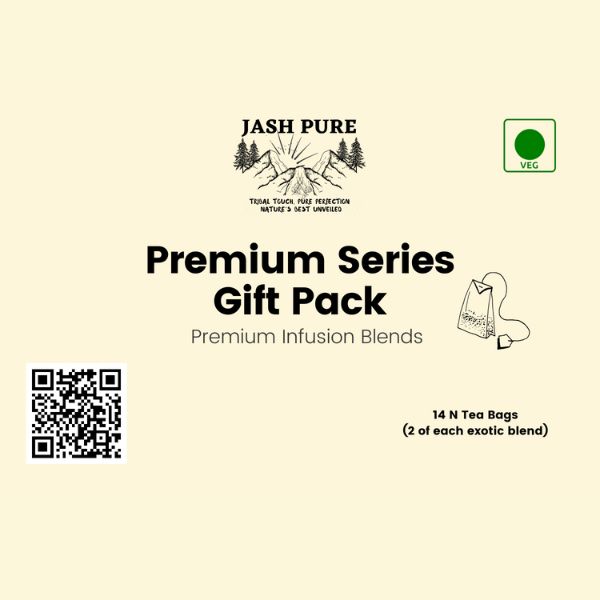 JASH PURE
TRIBAL TOUCH, PURE PERFECTION
NATURE'S BEST UNVEILED
VEG
Premium Series
Gift Pack
Premium Infusion Blends
14 N Tea Bags
(2 of each exotic blend)